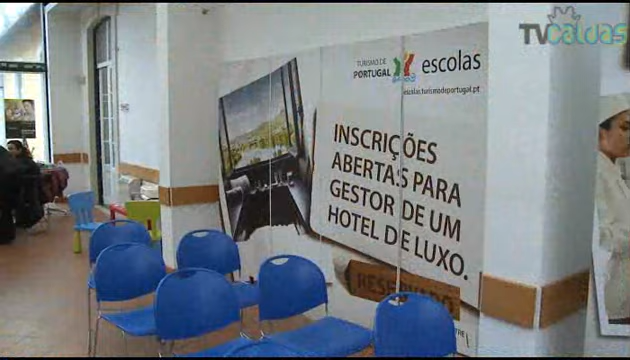 TVcaldas
TURISMO DE
PORTUGAL
escolas
escolas.turismodeportugal.pt
INSCRIÇÕES
ABERTAS PARA
GESTOR DE UM
HOTEL DE LUXO.
RESERVADO